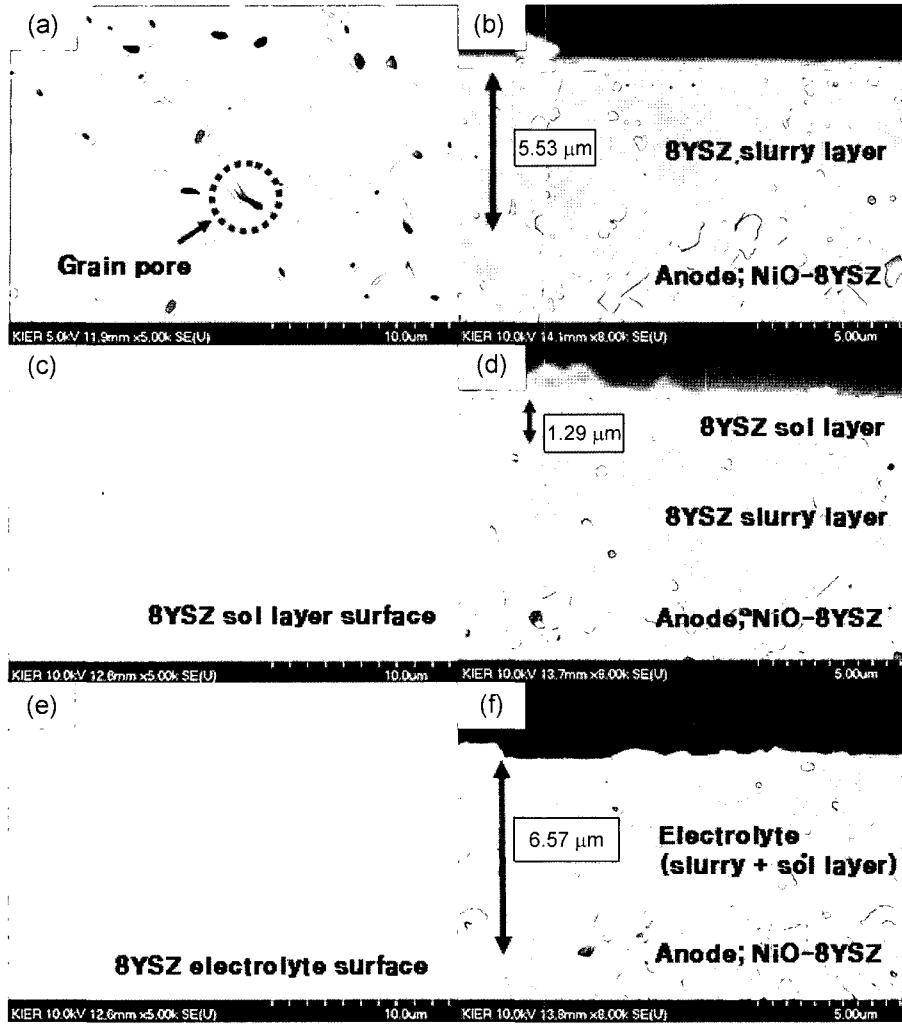 (a)
Grain pore
KIER 5.0kV 11.9mm x5.00k SE(U) 10.0um
(b)
5.53 μm
8YSZ slurry layer
Anode; NiO-8YSZ
KIER 10.0kV 14.1mm x8.00k SE(U) 5.00um
(c)
8YSZ sol layer surface
KIER 10.0kV 12.6mm x5.00k SE(U) 10.0um
(d)
1.29 μm
8YSZ sol layer
8YSZ slurry layer
Anode; NiO-8YSZ
KIER 10.0kV 13.7mm x8.00k SE(U) 5.00um
(e)
8YSZ electrolyte surface
KIER 10.0kV 12.6mm x5.00k SE(U) 10.0um
(f)
6.57 μm
Electrolyte
(slurry + sol layer)
Anode; NiO-8YSZ
KIER 10.0kV 13.8mm x8.00k SE(U) 5.00um